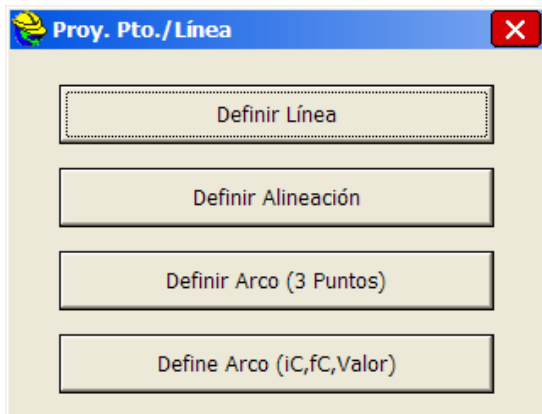 Proy. Pto./Línea
Definir Línea
Definir Alineación
Definir Arco (3 Puntos)
Define Arco (iC,fC,Valor)